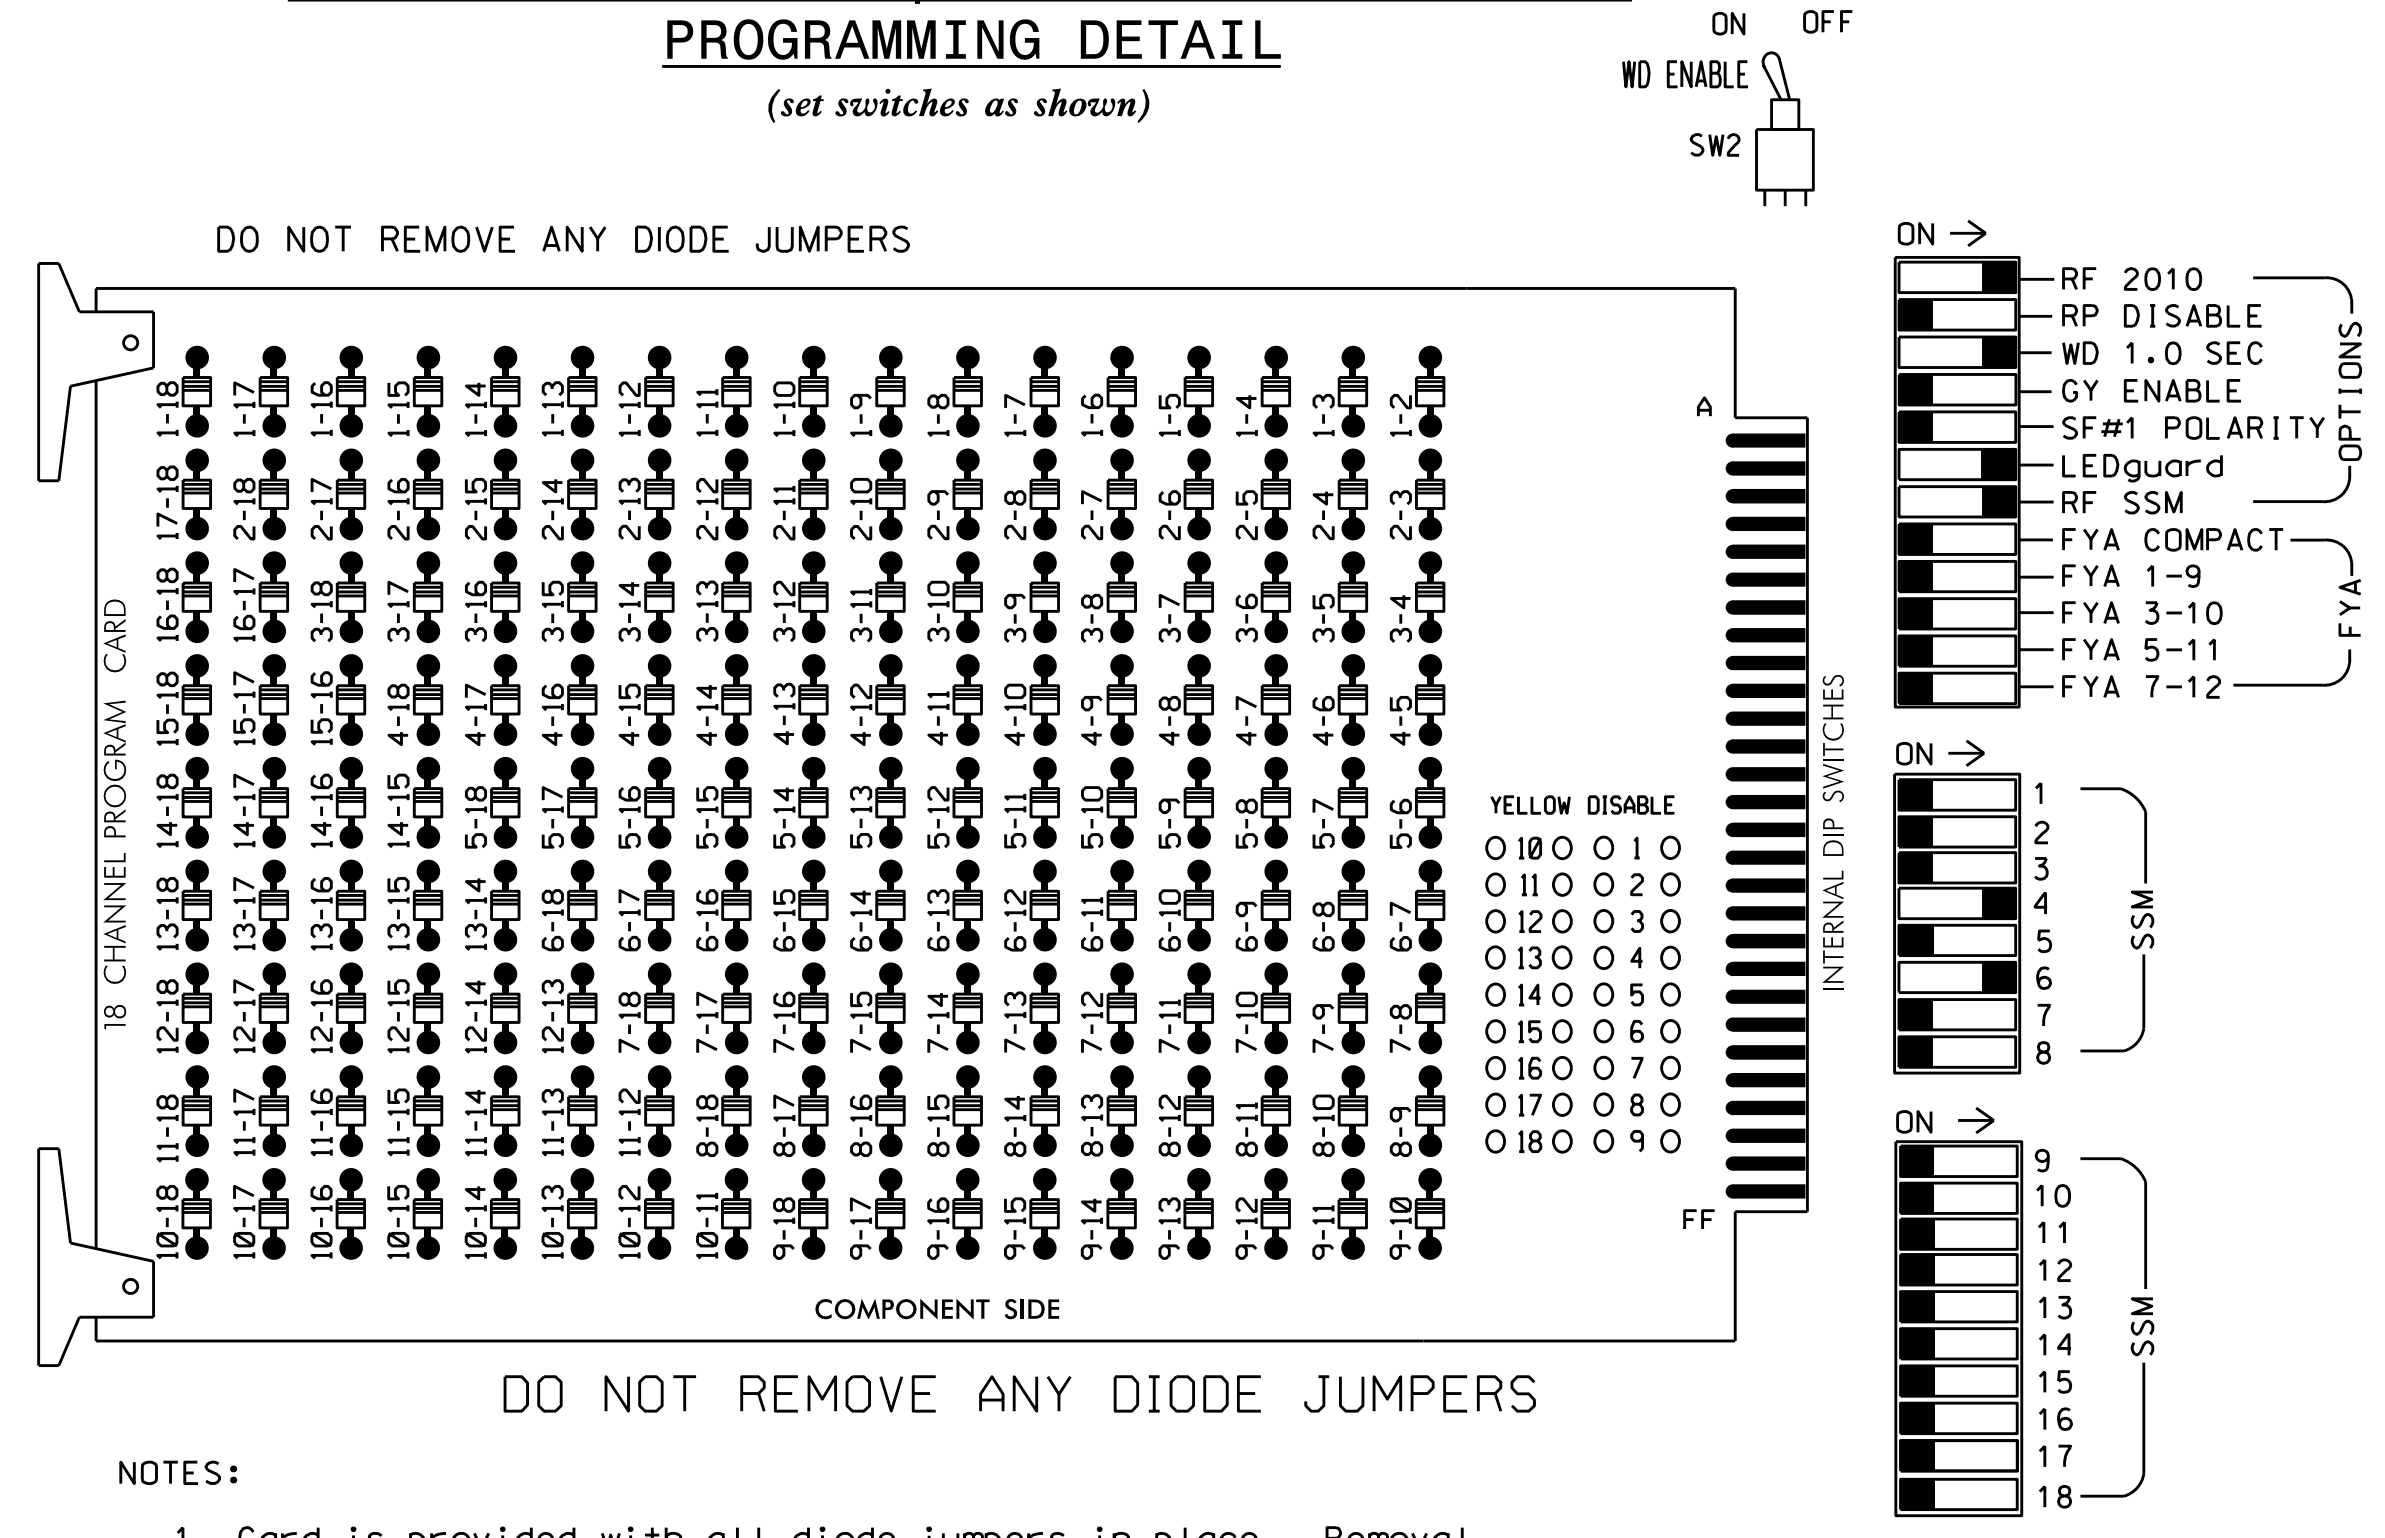 PROGRAMMING DETAIL
(set switches as shown)
ON OFF
WD ENABLE
SW2
DO NOT REMOVE ANY DIODE JUMPERS
18 CHANNEL PROGRAM CARD
1-18 1-17 1-16 1-15 1-14 1-13 1-12 1-11 1-10 1-9 1-8 1-7 1-6 1-5 1-4 1-3 1-2
17-18 2-18 2-17 2-16 2-15 2-14 2-13 2-12 2-11 2-10 2-9 2-8 2-7 2-6 2-5 2-4 2-3
16-18 16-17 3-18 3-17 3-16 3-15 3-14 3-13 3-12 3-11 3-10 3-9 3-8 3-7 3-6 3-5 3-4
15-18 15-17 15-16 4-18 4-17 4-16 4-15 4-14 4-13 4-12 4-11 4-10 4-9 4-8 4-7 4-6 4-5
14-18 14-17 14-16 14-15 5-18 5-17 5-16 5-15 5-14 5-13 5-12 5-11 5-10 5-9 5-8 5-7 5-6
13-18 13-17 13-16 13-15 13-14 6-18 6-17 6-16 6-15 6-14 6-13 6-12 6-11 6-10 6-9 6-8 6-7
12-18 12-17 12-16 12-15 12-14 12-13 7-18 7-17 7-16 7-15 7-14 7-13 7-12 7-11 7-10 7-9 7-8
11-18 11-17 11-16 11-15 11-14 11-13 11-12 8-18 8-17 8-16 8-15 8-14 8-13 8-12 8-11 8-10 8-9
10-18 10-17 10-16 10-15 10-14 10-13 10-12 10-11 9-18 9-17 9-16 9-15 9-14 9-13 9-12 9-11 9-10
COMPONENT SIDE
A
YELLOW DISABLE
10 1
11 2
12 3
13 4
14 5
15 6
16 7
17 8
18 9
FF
INTERNAL DIP SWITCHES
ON
RF 2010
RP DISABLE
WD 1.0 SEC
GY ENABLE
SF#1 POLARITY
LEDguard
RF SSM
OPTIONS
FYA COMPACT
FYA 1-9
FYA 3-10
FYA 5-11
FYA 7-12
FYA
ON
1
2
3
4
5
6
7
8
SSM
ON
9
10
11
12
13
14
15
16
17
18
SSM
DO NOT REMOVE ANY DIODE JUMPERS
NOTES:
1. Card is provided with all diode jumpers in place. Removal